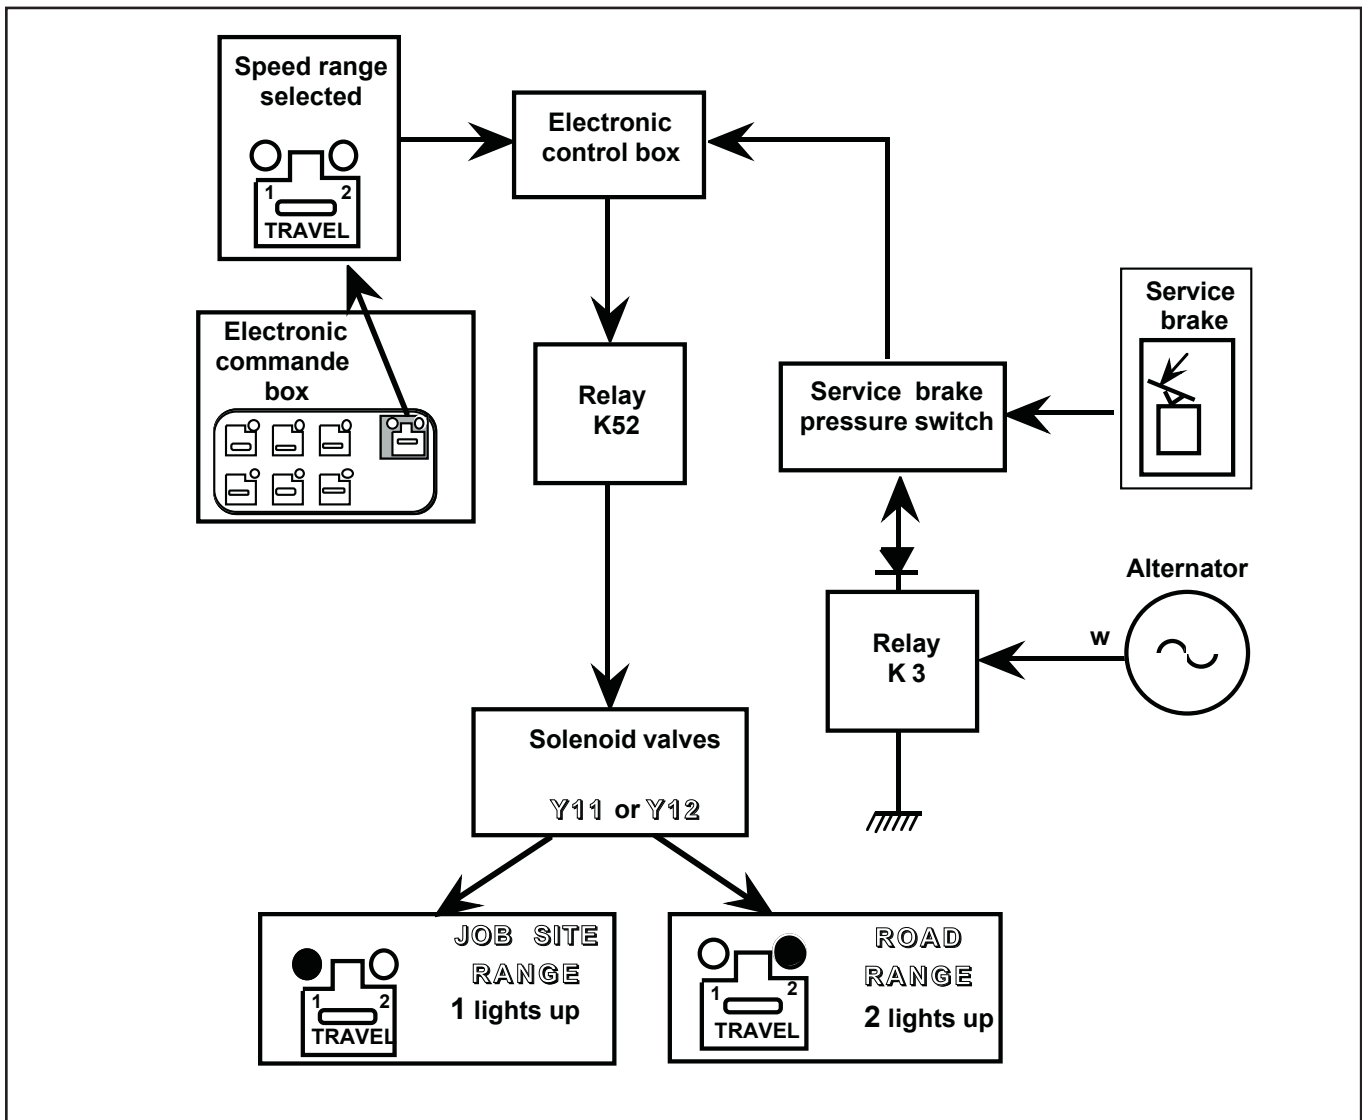 Speed range
selected
1 2
TRAVEL
Electronic
control box
Electronic
commande
box
Relay
K52
Service brake
pressure switch
Service
brake
Alternator
w
Relay
K 3
Solenoid valves
Y11 or Y12
JOB SITE
RANGE
1 lights up
1 2
TRAVEL
ROAD
RANGE
2 lights up
1 2
TRAVEL